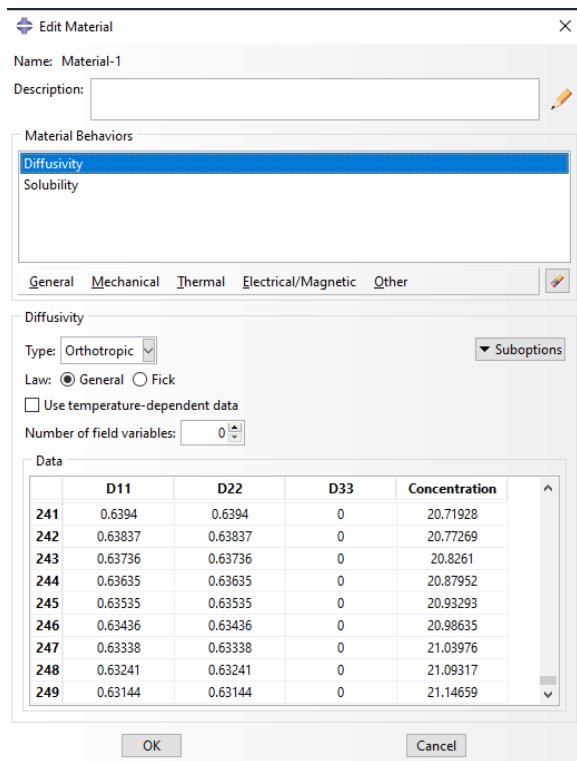 Edit Material
Name: Material-1
Description:
Material Behaviors
Diffusivity
Solubility
General Mechanical Thermal Electrical/Magnetic Other
Diffusivity
Type: Orthotropic Suboptions
Law: General Fick
Use temperature-dependent data
Number of field variables: 0
Data
D11 D22 D33 Concentration
241 0.6394 0.6394 0 20.71928
242 0.63837 0.63837 0 20.77269
243 0.63736 0.63736 0 20.8261
244 0.63635 0.63635 0 20.87952
245 0.63535 0.63535 0 20.93293
246 0.63436 0.63436 0 20.98635
247 0.63338 0.63338 0 21.03976
248 0.63241 0.63241 0 21.09317
249 0.63144 0.63144 0 21.14659
OK Cancel